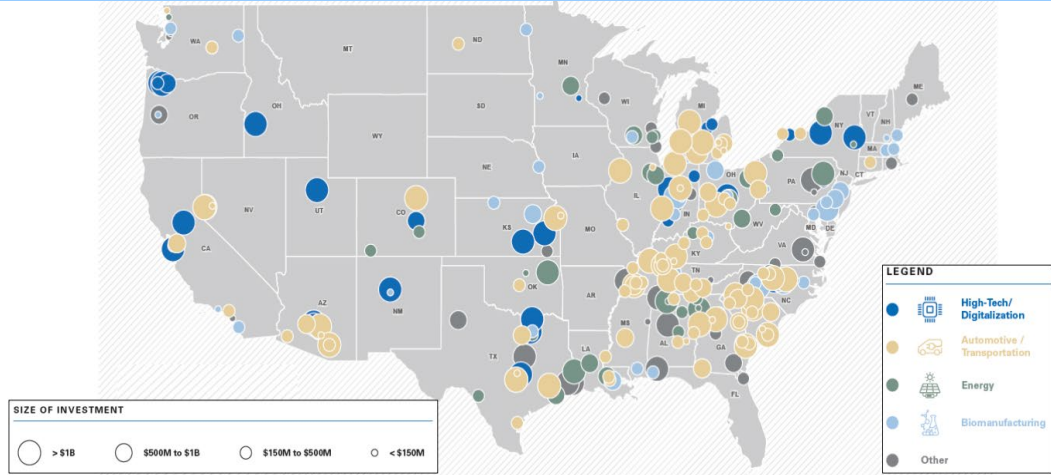 WA
MT
ND
MN
ME
OR
OH
SD
WI
MI
VT
NH
NY
MA
WY
IA
NE
PA
NJ
CT
OH
NV
UT
CO
IL
IN
MD
DE
WV
CA
KS
MO
VA
KY
TN
NC
AZ
NM
OK
AR
MS
AL
GA
TX
LA
FL
LEGEND
High-Tech/
Digitalization
Automotive /
Transportation
Energy
Biomanufacturing
Other
SIZE OF INVESTMENT
> $1B
$500M to $1B
$150M to $500M
< $150M